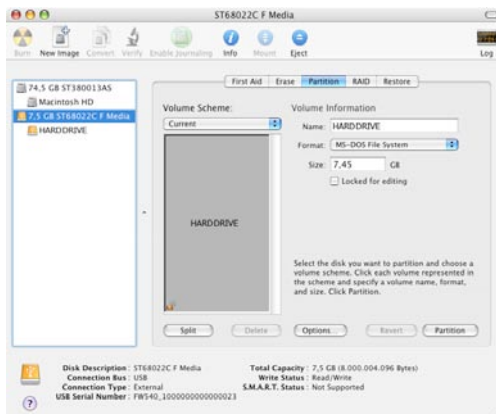 ST68022C F Media
Burn New Image Convert Verify Enable Journaling Info Mount Eject Log
74,5 GB ST380013AS
Macintosh HD
7,5 GB ST68022C F Media
HARDDRIVE
First Aid Erase Partition RAID Restore
Volume Scheme:
Current
HARDDRIVE
Volume Information
Name: HARDDRIVE
Format: MS-DOS File System
Size: 7,45 GB
Locked for editing
Select the disk you want to partition and choose a
volume scheme. Click each volume represented in
the scheme and specify a volume name, format,
and size. Click Partition.
Split Delete Options... Revert Partition
Disk Description : ST68022C F Media
Connection Bus : USB
Connection Type : External
USB Serial Number : FW540_1000000000000023
Total Capacity : 7,5 GB (8.000.004.096 Bytes)
Write Status : Read/Write
S.M.A.R.T. Status : Not Supported
?